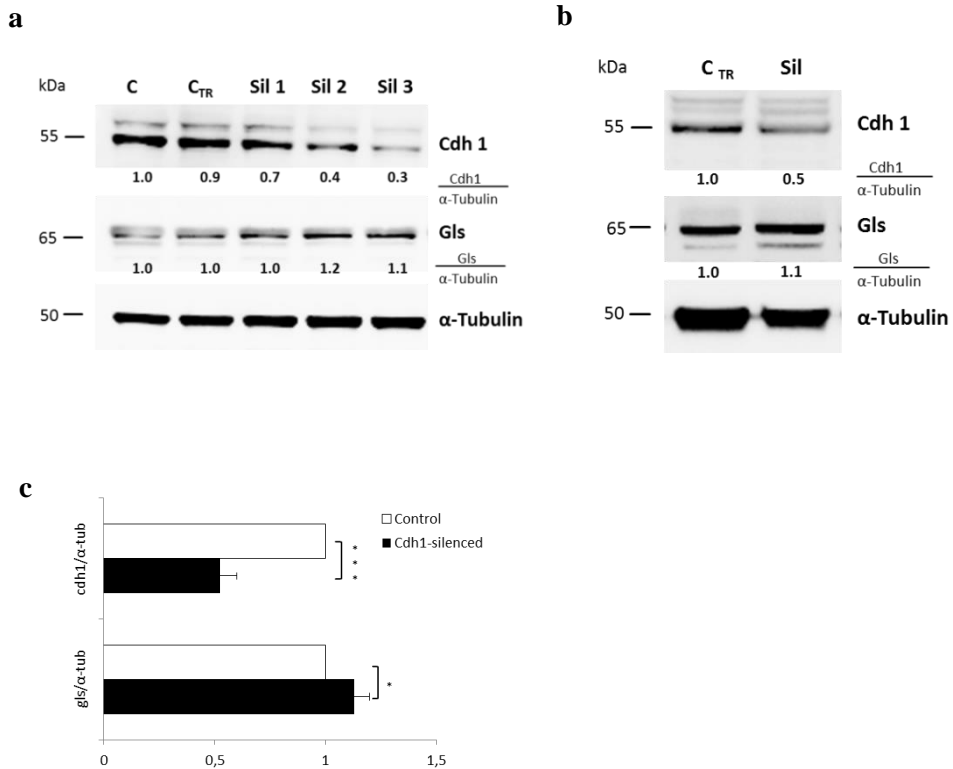 a
kDa C C TR Sil 1 Sil 2 Sil 3
55 Cdh 1
1.0 0.9 0.7 0.4 0.3 Cdh1
α-Tubulin
65 Gls
1.0 1.0 1.0 1.2 1.1 Gls
α-Tubulin
50 α-Tubulin
b
kDa C TR Sil
55 Cdh 1
1.0 0.5 Cdh1
α-Tubulin
65 Gls
1.0 1.1 Gls
α-Tubulin
50 α-Tubulin
c
cdh1/α-tub
gls/α-tub
Control
Cdh1-silenced
* * *
*
0 0,5 1 1,5